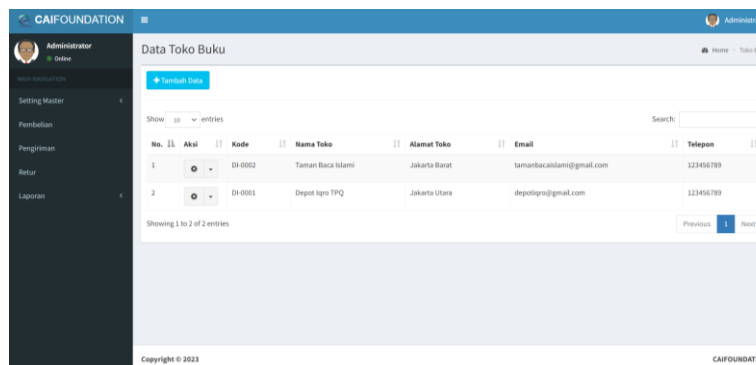 CAIFOUNDATION
Administrator
Online
MAIN NAVIGATION
Setting Master
Pembelian
Pengiriman
Retur
Laporan
Data Toko Buku
Home > Toko
+Tambah Data
Show 10 entries
Search:
No. Aksi Kode Nama Toko Alamat Toko Email Telepon
1 DI-0002 Taman Baca Islami Jakarta Barat tamanbacaislami@gmail.com 123456789
2 DI-0001 Depot Iqro TPQ Jakarta Utara depotiqro@gmail.com 123456789
Showing 1 to 2 of 2 entries
Previous 1 Next
Copyright © 2023
CAIFOUNDAT